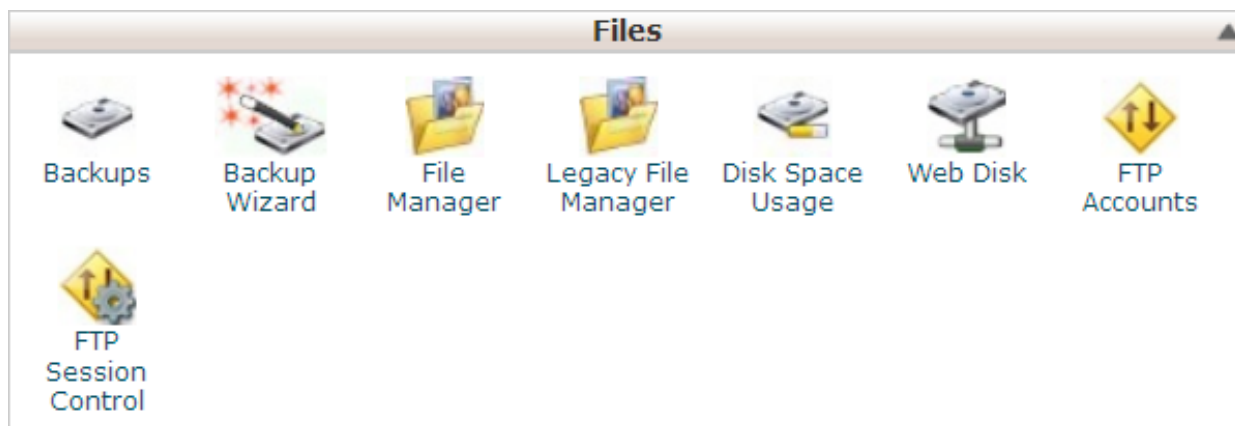 Files
Backups
Backup
Wizard
File
Manager
Legacy File
Manager
Disk Space
Usage
Web Disk
FTP
Accounts
FTP
Session
Control